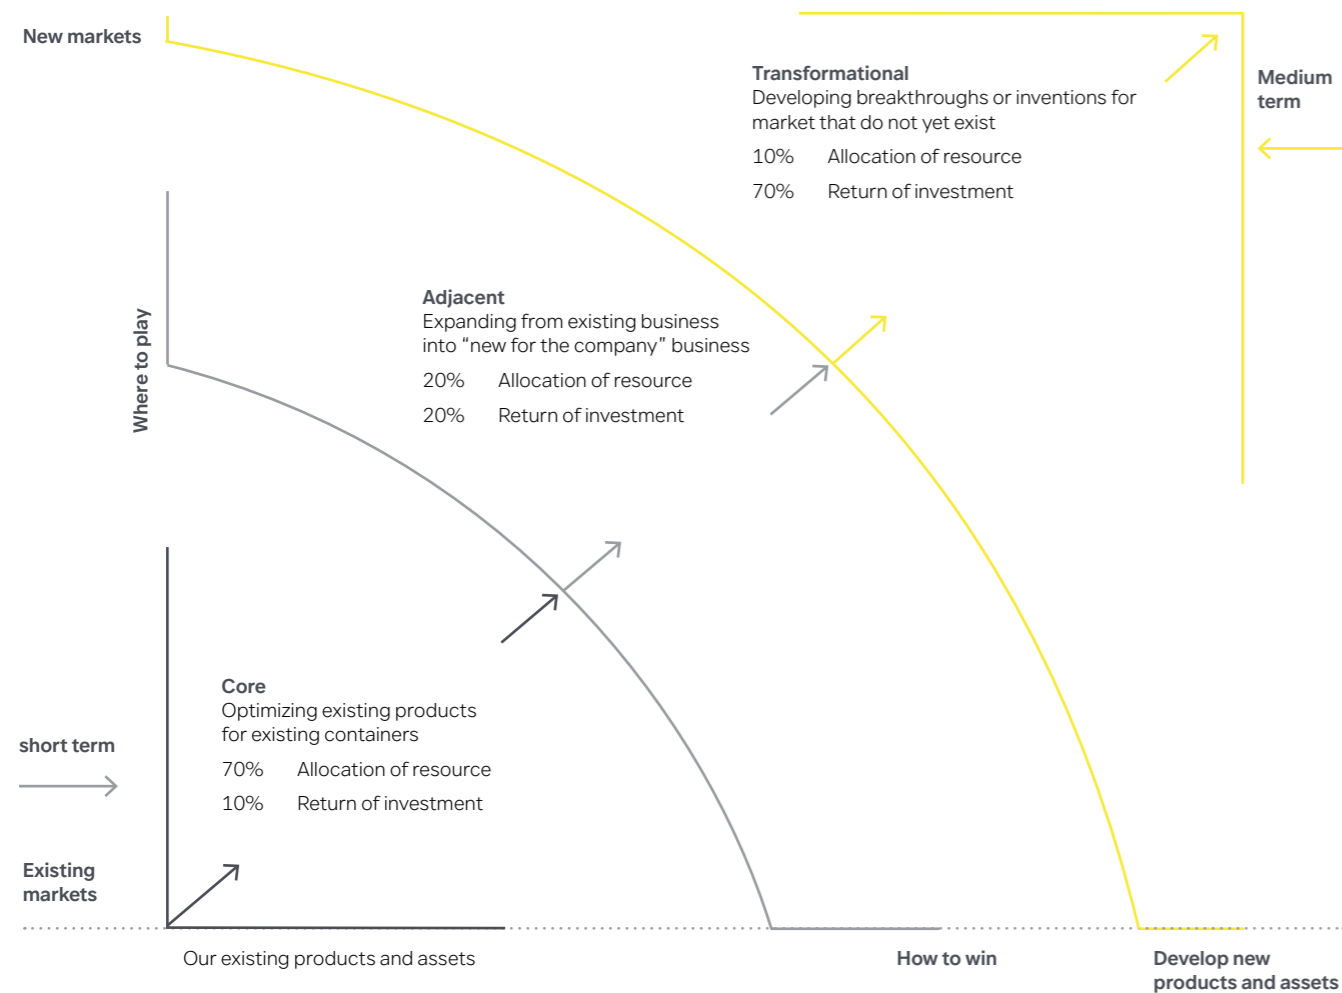 New markets
Transformational
Developing breakthroughs or inventions for
market that do not yet exist
10% Allocation of resource
70% Return of investment
Medium
term
Where to play
Adjacent
Expanding from existing business
into “new for the company” business
20% Allocation of resource
20% Return of investment
Core
Optimizing existing products
for existing containers
70% Allocation of resource
10% Return of investment
short term
Existing
markets
Our existing products and assets
How to win
Develop new
products and assets